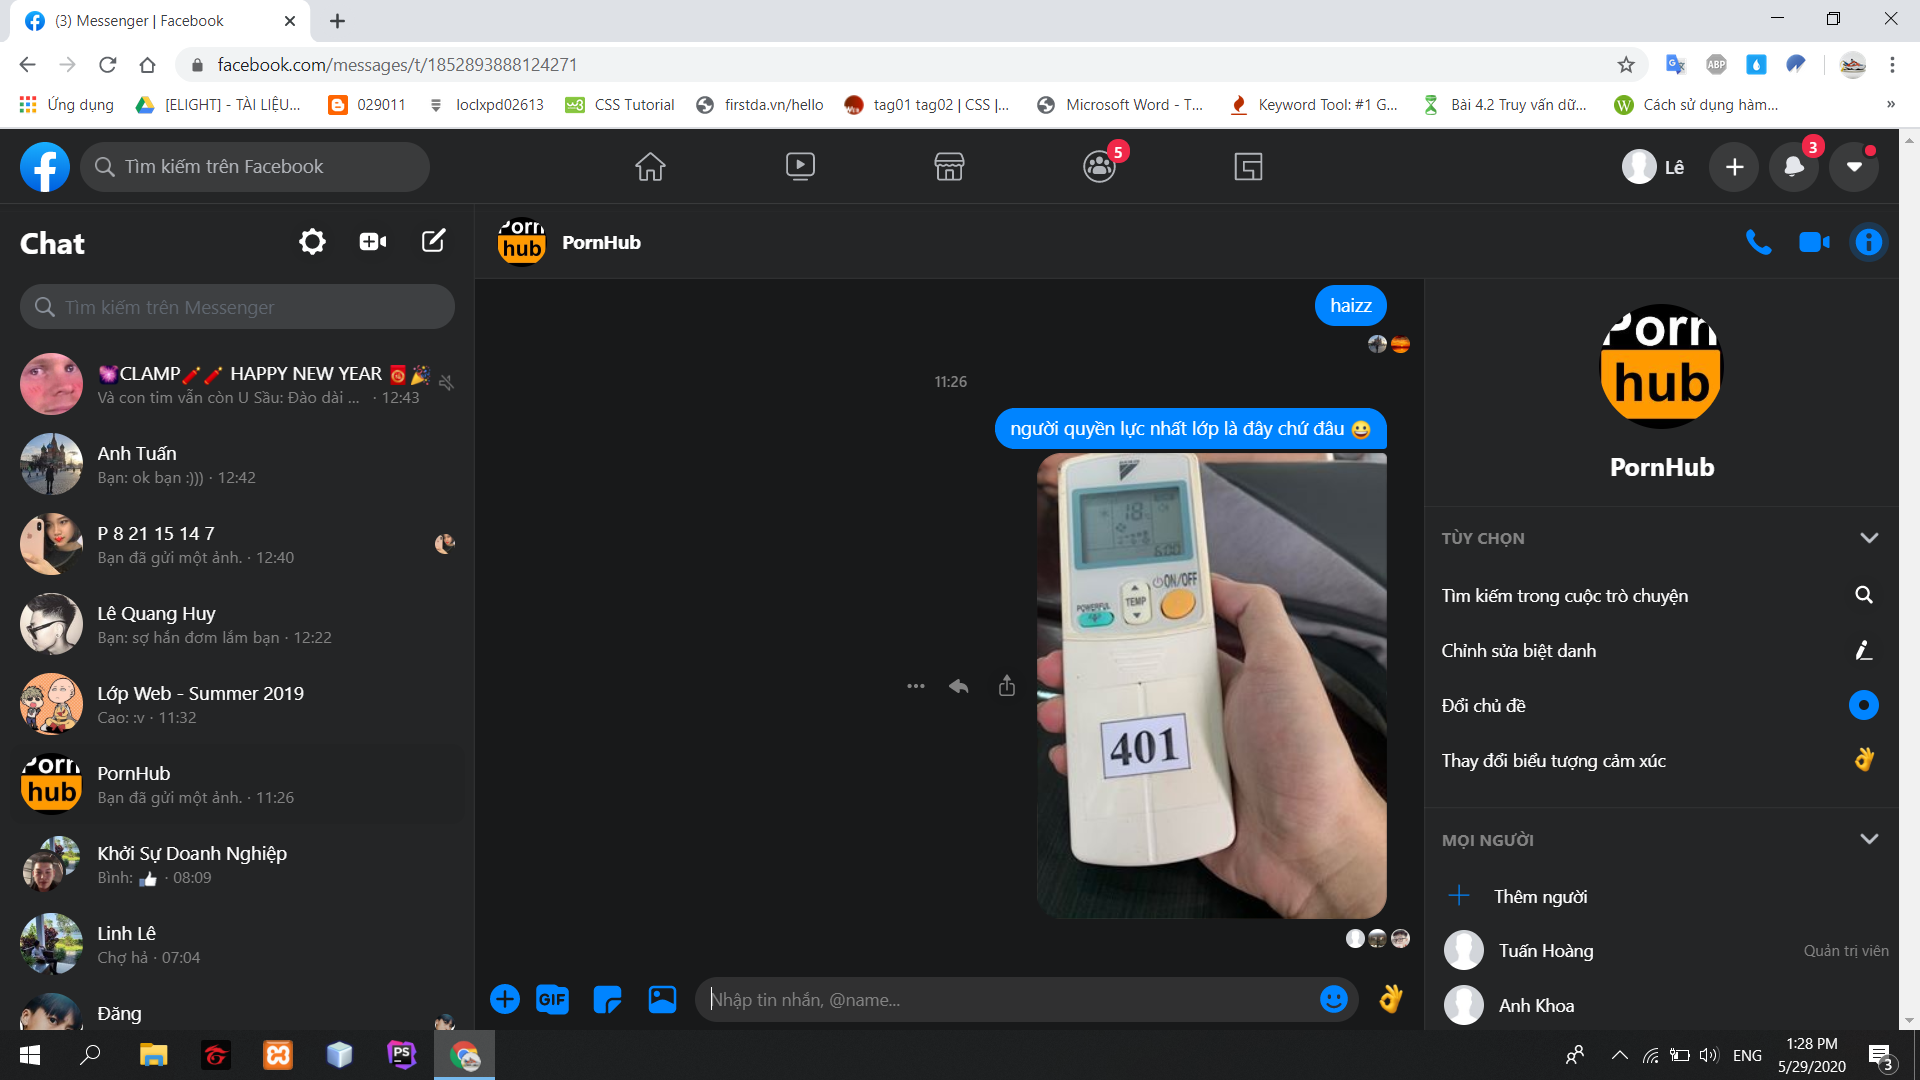 (3) Messenger | Facebook
facebook.com/messages/t/1852893888124271
Ứng dụng
[ELIGHT] - TÀI LIỆU...
029011
loclxpd02613
CSS Tutorial
firstda.vn/hello
tag01 tag02 | CSS |...
Microsoft Word - T...
Keyword Tool: #1 G...
Bài 4.2 Truy vấn dữ...
Cách sử dụng hàm...
»
Tìm kiếm trên Facebook
5
Lê
3
Chat
Tìm kiếm trên Messenger
CLAMP🧨🧨 HAPPY NEW YEAR 🧧🎉
Và con tim vẫn còn U Sầu: Đào dài ... · 12:43
Anh Tuấn
Bạn: ok bạn :))) · 12:42
P 8 21 15 14 7
Bạn đã gửi một ảnh. · 12:40
Lê Quang Huy
Bạn: sợ hắn đơm lắm bạn · 12:22
Lớp Web - Summer 2019
Cao: :v · 11:32
Porn
hub
PornHub
Bạn đã gửi một ảnh. · 11:26
Khởi Sự Doanh Nghiệp
Bình: 👍 · 08:09
Linh Lê
Chợ hả · 07:04
Đăng
Porn
hub
PornHub
haizz
11:26
người quyền lực nhất lớp là đây chứ đâu 😀
18
6:00
ON/OFF
POWERFUL
TEMP
401
GIF
Nhập tin nhắn, @name...
Porn
hub
PornHub
TÙY CHỌN
Tìm kiếm trong cuộc trò chuyện
Chỉnh sửa biệt danh
Đổi chủ đề
Thay đổi biểu tượng cảm xúc
MỌI NGƯỜI
Thêm người
Tuấn Hoàng
Quản trị viên
Anh Khoa
PS
ENG
1:28 PM
5/29/2020
3